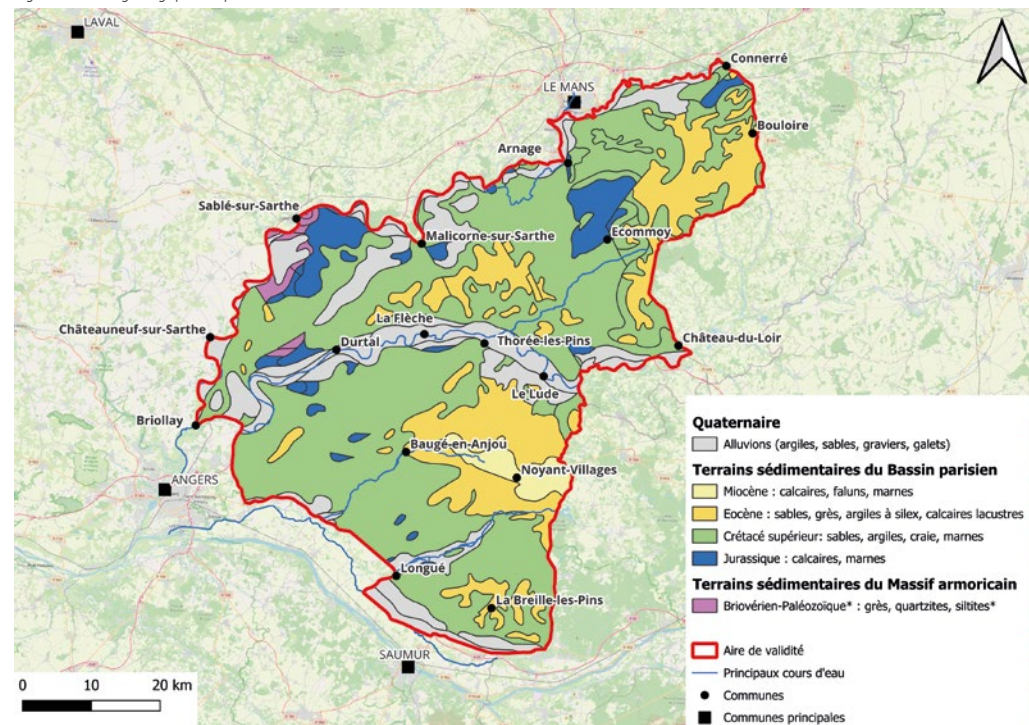 LAVAL
Connerré
LE MANS
Bouloire
Arnage
Sablé-sur-Sarthe
Malicorne-sur-Sarthe
Ecommoy
Châteauneuf-sur-Sarthe
La Flèche
Durtal
Thorée-les-Pins
Château-du-Loir
Le Lude
Briollay
Baugé-en-Anjou
Noyant-Villages
ANGERS
Longué
La Breille-les-Pins
SAUMUR
0 10 20 km
Quaternaire
Alluvions (argiles, sables, graviers, galets)
Terrains sédimentaires du Bassin parisien
Miocène : calcaires, faluns, marnes
Eocène : sables, grès, argiles à silex, calcaires lacustres
Crétacé supérieur: sables, argiles, craie, marnes
Jurassique : calcaires, marnes
Terrains sédimentaires du Massif armoricain
Briovérien-Paléozoïque* : grès, quartzites, siltites*
Aire de validité
Principaux cours d'eau
Communes
Communes principales